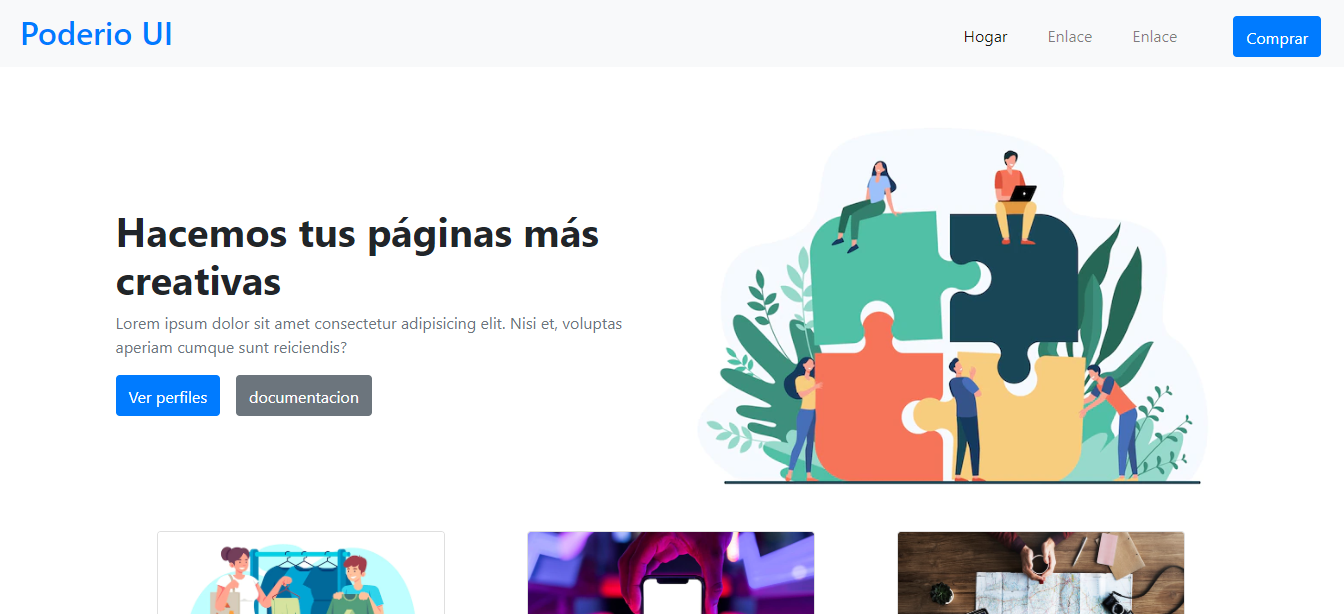 Poderio UI
Hogar
Enlace
Enlace
Comprar
Hacemos tus páginas más
creativas
Lorem ipsum dolor sit amet consectetur adipisicing elit. Nisi et, voluptas
aperiam cumque sunt reiciendis?
Ver perfiles
documentacion